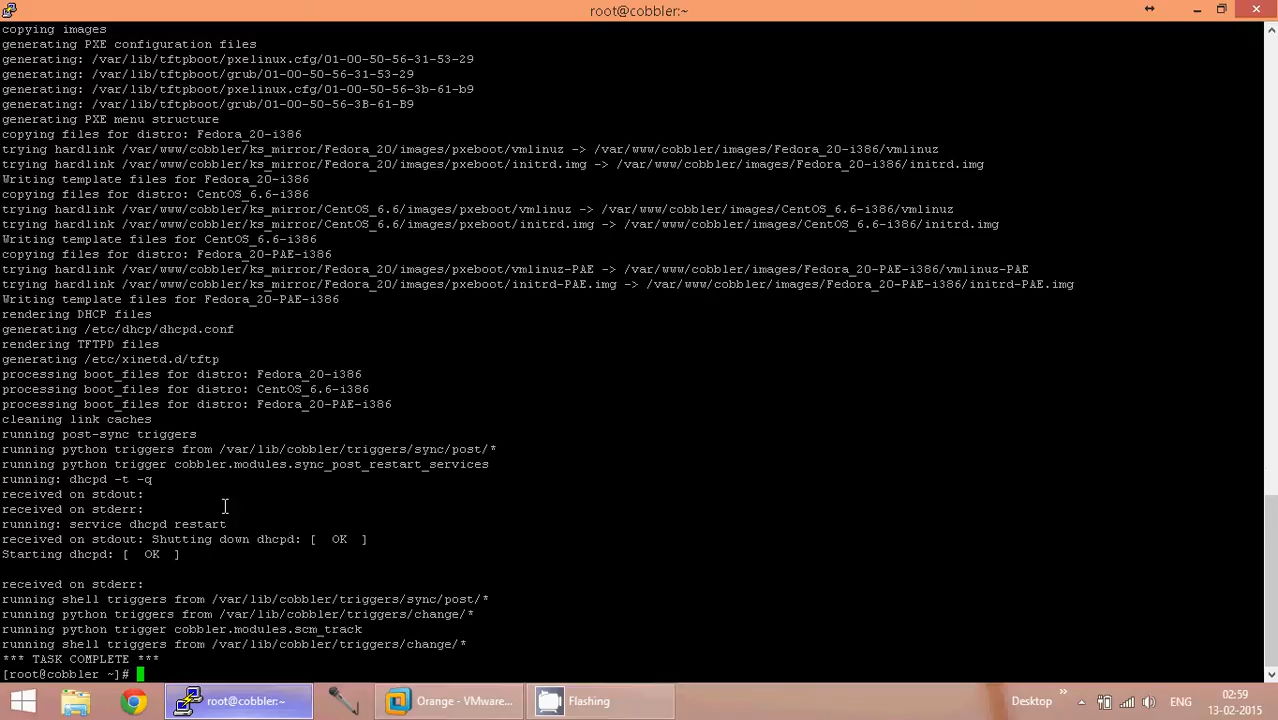 root@cobbler:~
copying images
generating PXE configuration files
generating: /var/lib/tftpboot/pxelinux.cfg/01-00-50-56-31-53-29
generating: /var/lib/tftpboot/grub/01-00-50-56-31-53-29
generating: /var/lib/tftpboot/pxelinux.cfg/01-00-50-56-3b-61-b9
generating: /var/lib/tftpboot/grub/01-00-50-56-3B-61-B9
generating PXE menu structure
copying files for distro: Fedora_20-i386
trying hardlink /var/www/cobbler/ks_mirror/Fedora_20/images/pxeboot/vmlinuz -> /var/www/cobbler/images/Fedora_20-i386/vmlinuz
trying hardlink /var/www/cobbler/ks_mirror/Fedora_20/images/pxeboot/initrd.img -> /var/www/cobbler/images/Fedora_20-i386/initrd.img
Writing template files for Fedora_20-i386
copying files for distro: CentOS_6.6-i386
trying hardlink /var/www/cobbler/ks_mirror/CentOS_6.6/images/pxeboot/vmlinuz -> /var/www/cobbler/images/CentOS_6.6-i386/vmlinuz
trying hardlink /var/www/cobbler/ks_mirror/CentOS_6.6/images/pxeboot/initrd.img -> /var/www/cobbler/images/CentOS_6.6-i386/initrd.img
Writing template files for CentOS_6.6-i386
copying files for distro: Fedora_20-PAE-i386
trying hardlink /var/www/cobbler/ks_mirror/Fedora_20/images/pxeboot/vmlinuz-PAE -> /var/www/cobbler/images/Fedora_20-PAE-i386/vmlinuz-PAE
trying hardlink /var/www/cobbler/ks_mirror/Fedora_20/images/pxeboot/initrd-PAE.img -> /var/www/cobbler/images/Fedora_20-PAE-i386/initrd-PAE.img
Writing template files for Fedora_20-PAE-i386
rendering DHCP files
generating /etc/dhcp/dhcpd.conf
rendering TFTPD files
generating /etc/xinetd.d/tftp
processing boot_files for distro: Fedora_20-i386
processing boot_files for distro: CentOS_6.6-i386
processing boot_files for distro: Fedora_20-PAE-i386
cleaning link caches
running post-sync triggers
running python triggers from /var/lib/cobbler/triggers/sync/post/*
running python trigger cobbler.modules.sync_post_restart_services
running: dhcpd -t -q
received on stdout:
received on stderr:
running: service dhcpd restart
received on stdout: Shutting down dhcpd: [  OK  ]
Starting dhcpd: [  OK  ]
received on stderr:
running shell triggers from /var/lib/cobbler/triggers/sync/post/*
running python triggers from /var/lib/cobbler/triggers/change/*
running python trigger cobbler.modules.scm_track
running shell triggers from /var/lib/cobbler/triggers/change/*
*** TASK COMPLETE ***
[root@cobbler ~]#
root@cobbler:~
Orange - VMware...
Flashing
Desktop
ENG
02:59
13-02-2015